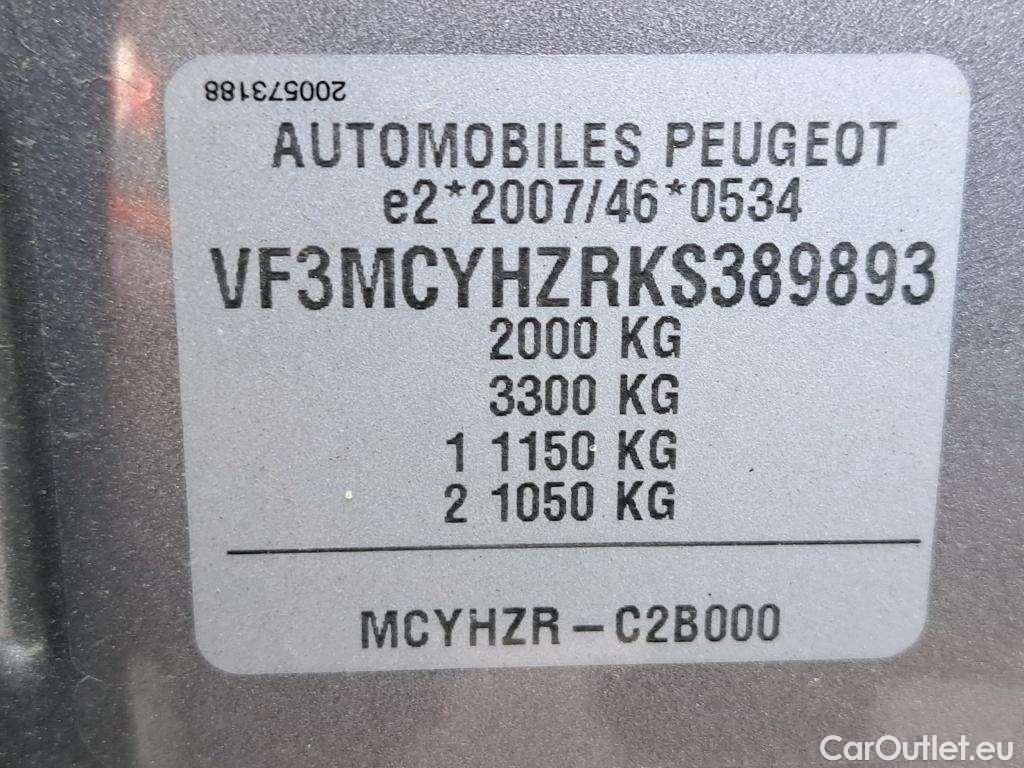 200573188
AUTOMOBILES PEUGEOT
e2*2007/46*0534
VF3MCYHZRKS389893
2000 KG
3300 KG
1 1150 KG
2 1050 KG
MCYHZR-C2B000
CarOutlet.eu